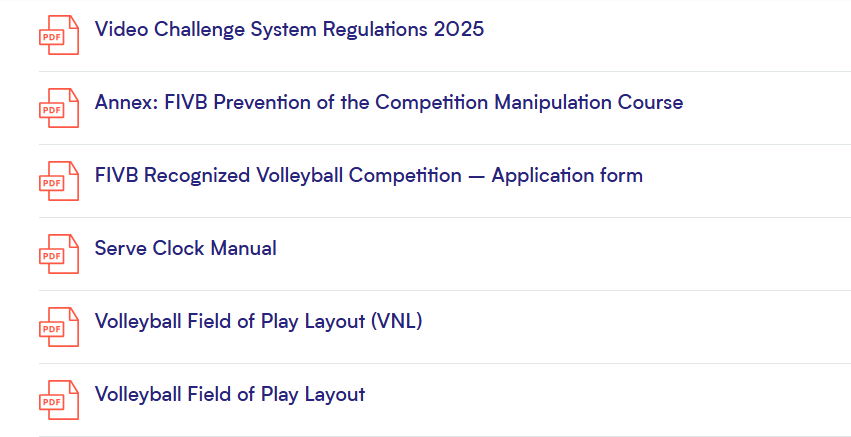 PDF Video Challenge System Regulations 2025
PDF Annex: FIVB Prevention of the Competition Manipulation Course
PDF FIVB Recognized Volleyball Competition — Application form
PDF Serve Clock Manual
PDF Volleyball Field of Play Layout (VNL)
PDF Volleyball Field of Play Layout